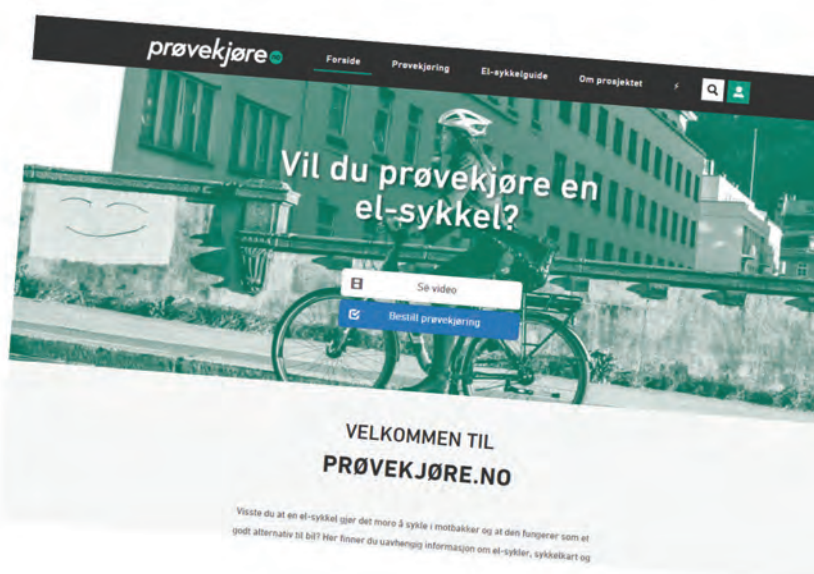 prøvekjøre no
Forside
Prøvekjøring
El-sykkelguide
Om prosjektet
Vil du prøvekjøre en
el-sykkel?
Se video
Bestill prøvekjøring
VELKOMMEN TIL
PRØVEKJØRE.NO
Visste du at en el-sykkel gjør det moro å sykle i motbakker og at den fungerer som et
godt alternativ til bil? Her finner du uavhengig informasjon om el-sykler, sykkelkart og